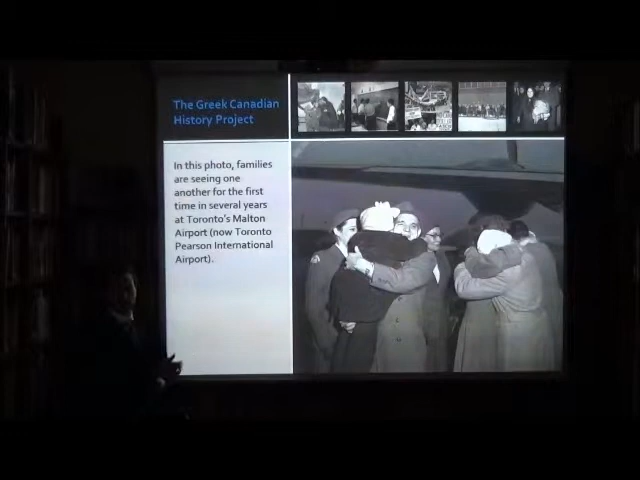 The Greek Canadian
History Project
In this photo, families
are seeing one
another for the first
time in several years
at Toronto's Malton
Airport (now Toronto
Pearson International
Airport).